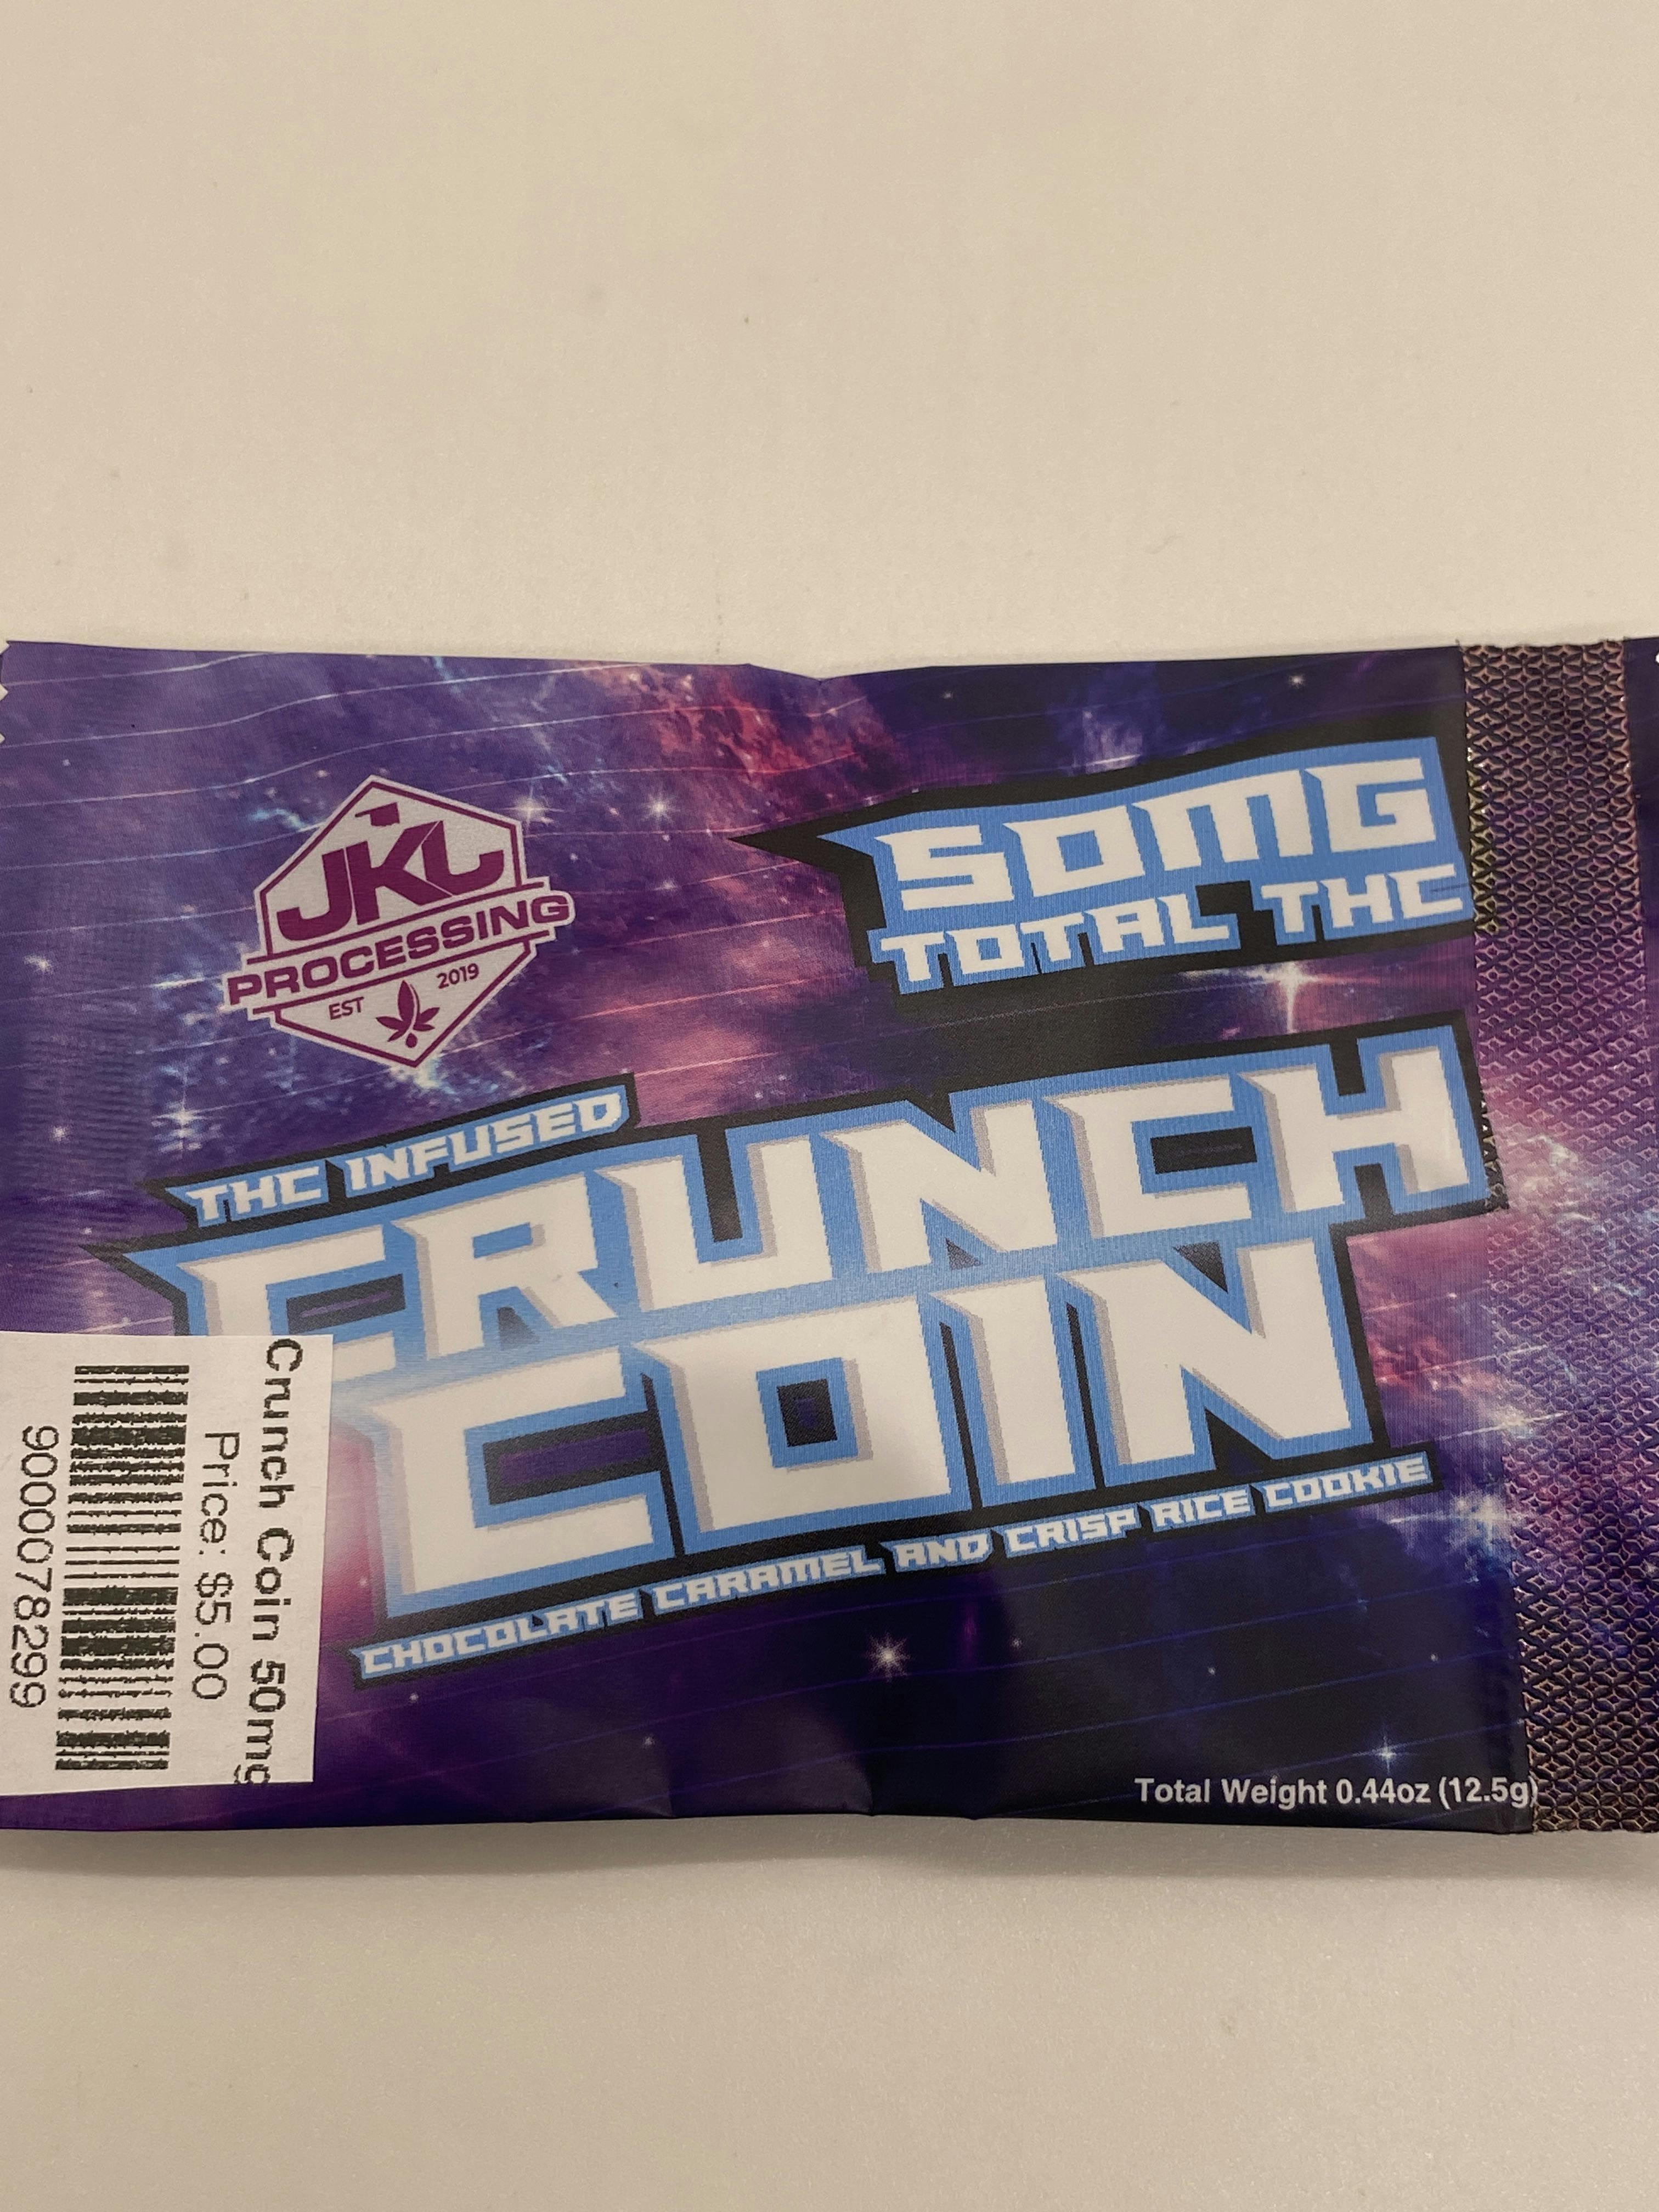 JKL
PROCESSING
EST 2019
50MG
TOTAL THC
THC INFUSED
CRUNCH
COIN
CHOCOLATE CARAMEL AND CRISP RICE COOKIE
Total Weight 0.44oz (12.5g)
Crunch Coin 50mg
Price: $5.00
9000078299